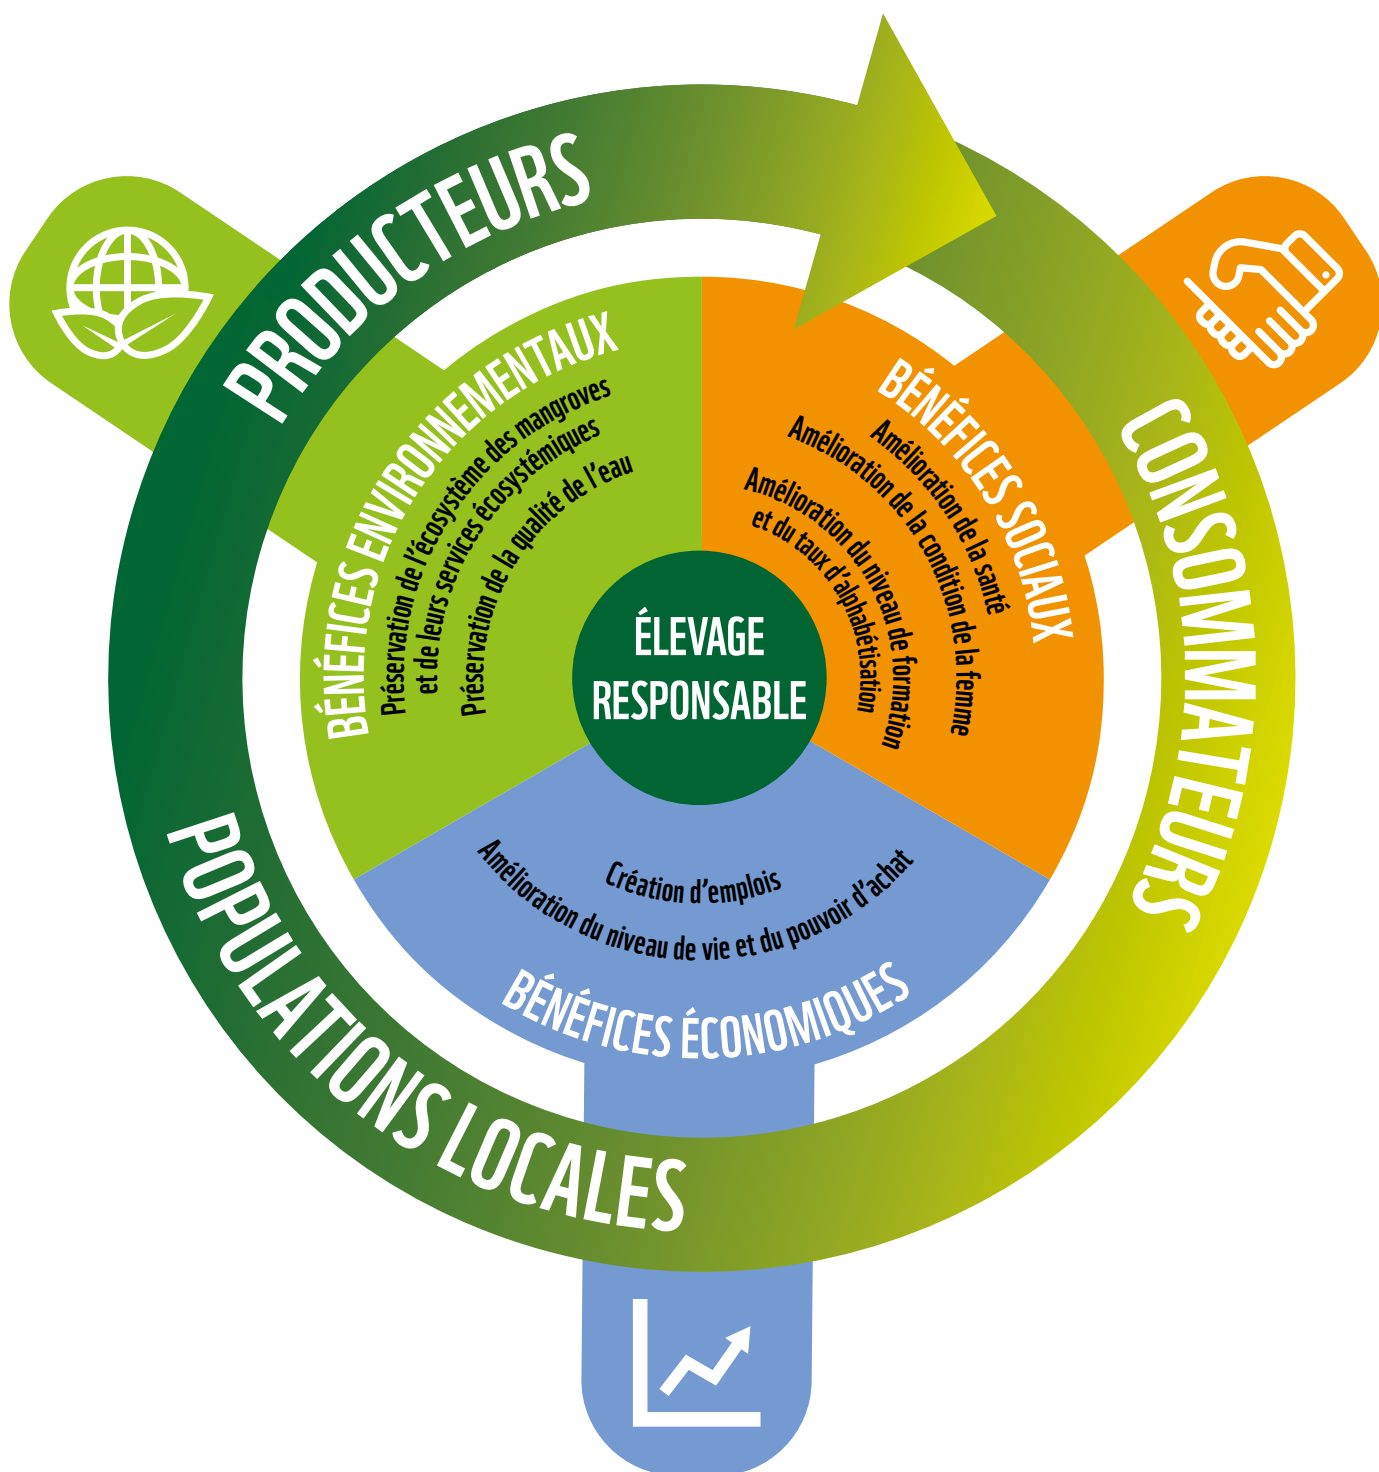 PRODUCTEURS
CONSOMMATEURS
POPULATIONS LOCALES
BÉNÉFICES ENVIRONNEMENTAUX
Préservation de l'écosystème des mangroves
et de leurs services écosystémiques
Préservation de la qualité de l'eau
BÉNÉFICES SOCIAUX
Amélioration de la santé
Amélioration de la condition de la femme
Amélioration du niveau de formation
et du taux d'alphabétisation
ÉLEVAGE
RESPONSABLE
Création d'emplois
Amélioration du niveau de vie et du pouvoir d'achat
BÉNÉFICES ÉCONOMIQUES